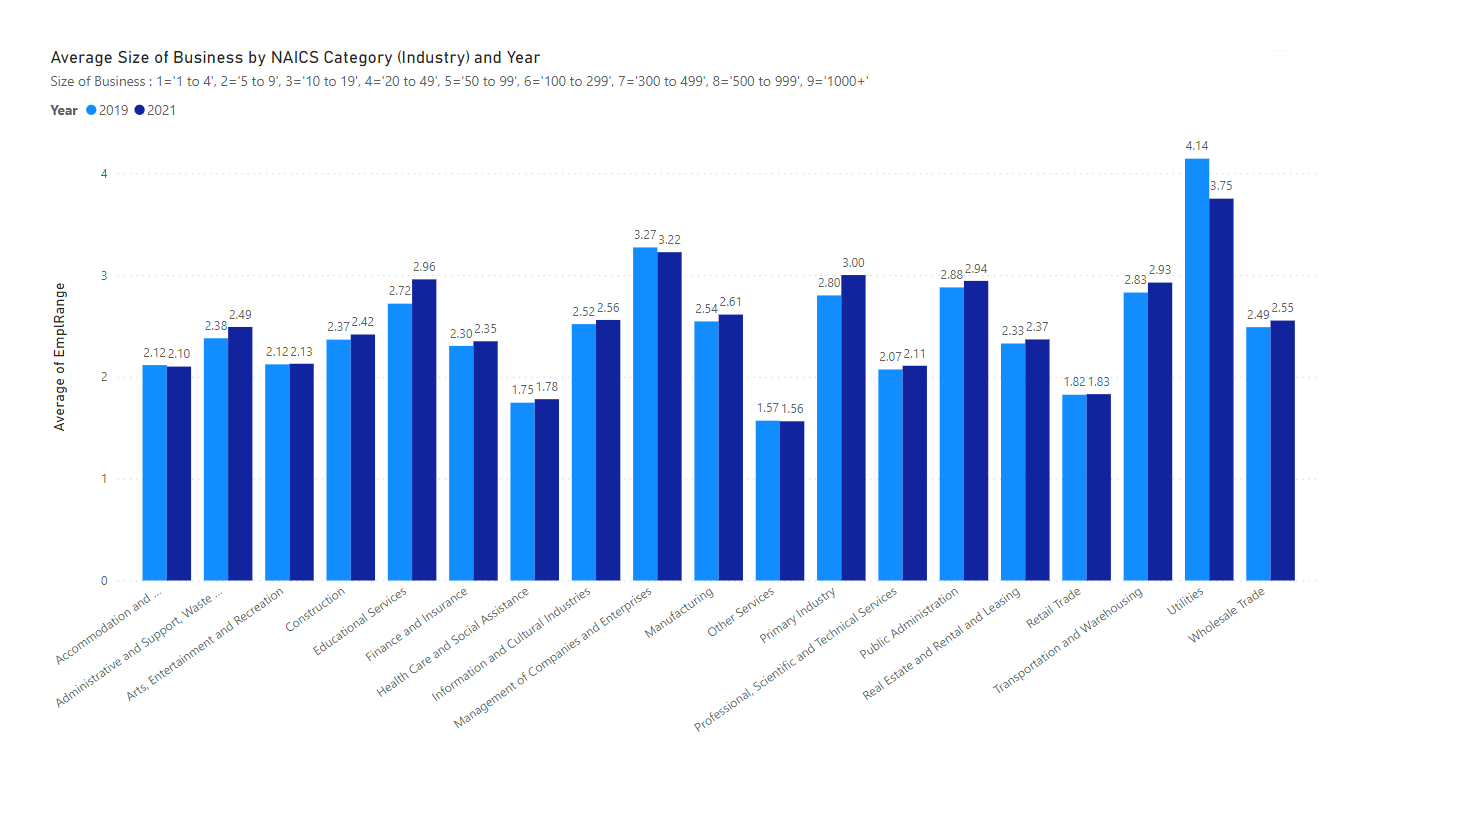 Average Size of Business by NAICS Category (Industry) and Year
Size of Business : 1='1 to 4', 2='5 to 9', 3='10 to 19', 4='20 to 49', 5='50 to 99', 6='100 to 299', 7='300 to 499', 8='500 to 999', 9='1000+'
Year 2019 2021
Average of EmplRange
4
3
2
1
0
2.12 2.10
2.38 2.49
2.12 2.13
2.37 2.42
2.72 2.96
2.30 2.35
1.75 1.78
2.52 2.56
3.27 3.22
2.54 2.61
1.57 1.56
2.80 3.00
2.07 2.11
2.88 2.94
2.33 2.37
1.82 1.83
2.83 2.93
4.14 3.75
2.49 2.55
Accommodation and ...
Administrative and Support, Waste ...
Arts, Entertainment and Recreation
Construction
Educational Services
Finance and Insurance
Health Care and Social Assistance
Information and Cultural Industries
Management of Companies and Enterprises
Manufacturing
Other Services
Primary Industry
Professional, Scientific and Technical Services
Public Administration
Real Estate and Rental and Leasing
Retail Trade
Transportation and Warehousing
Utilities
Wholesale Trade